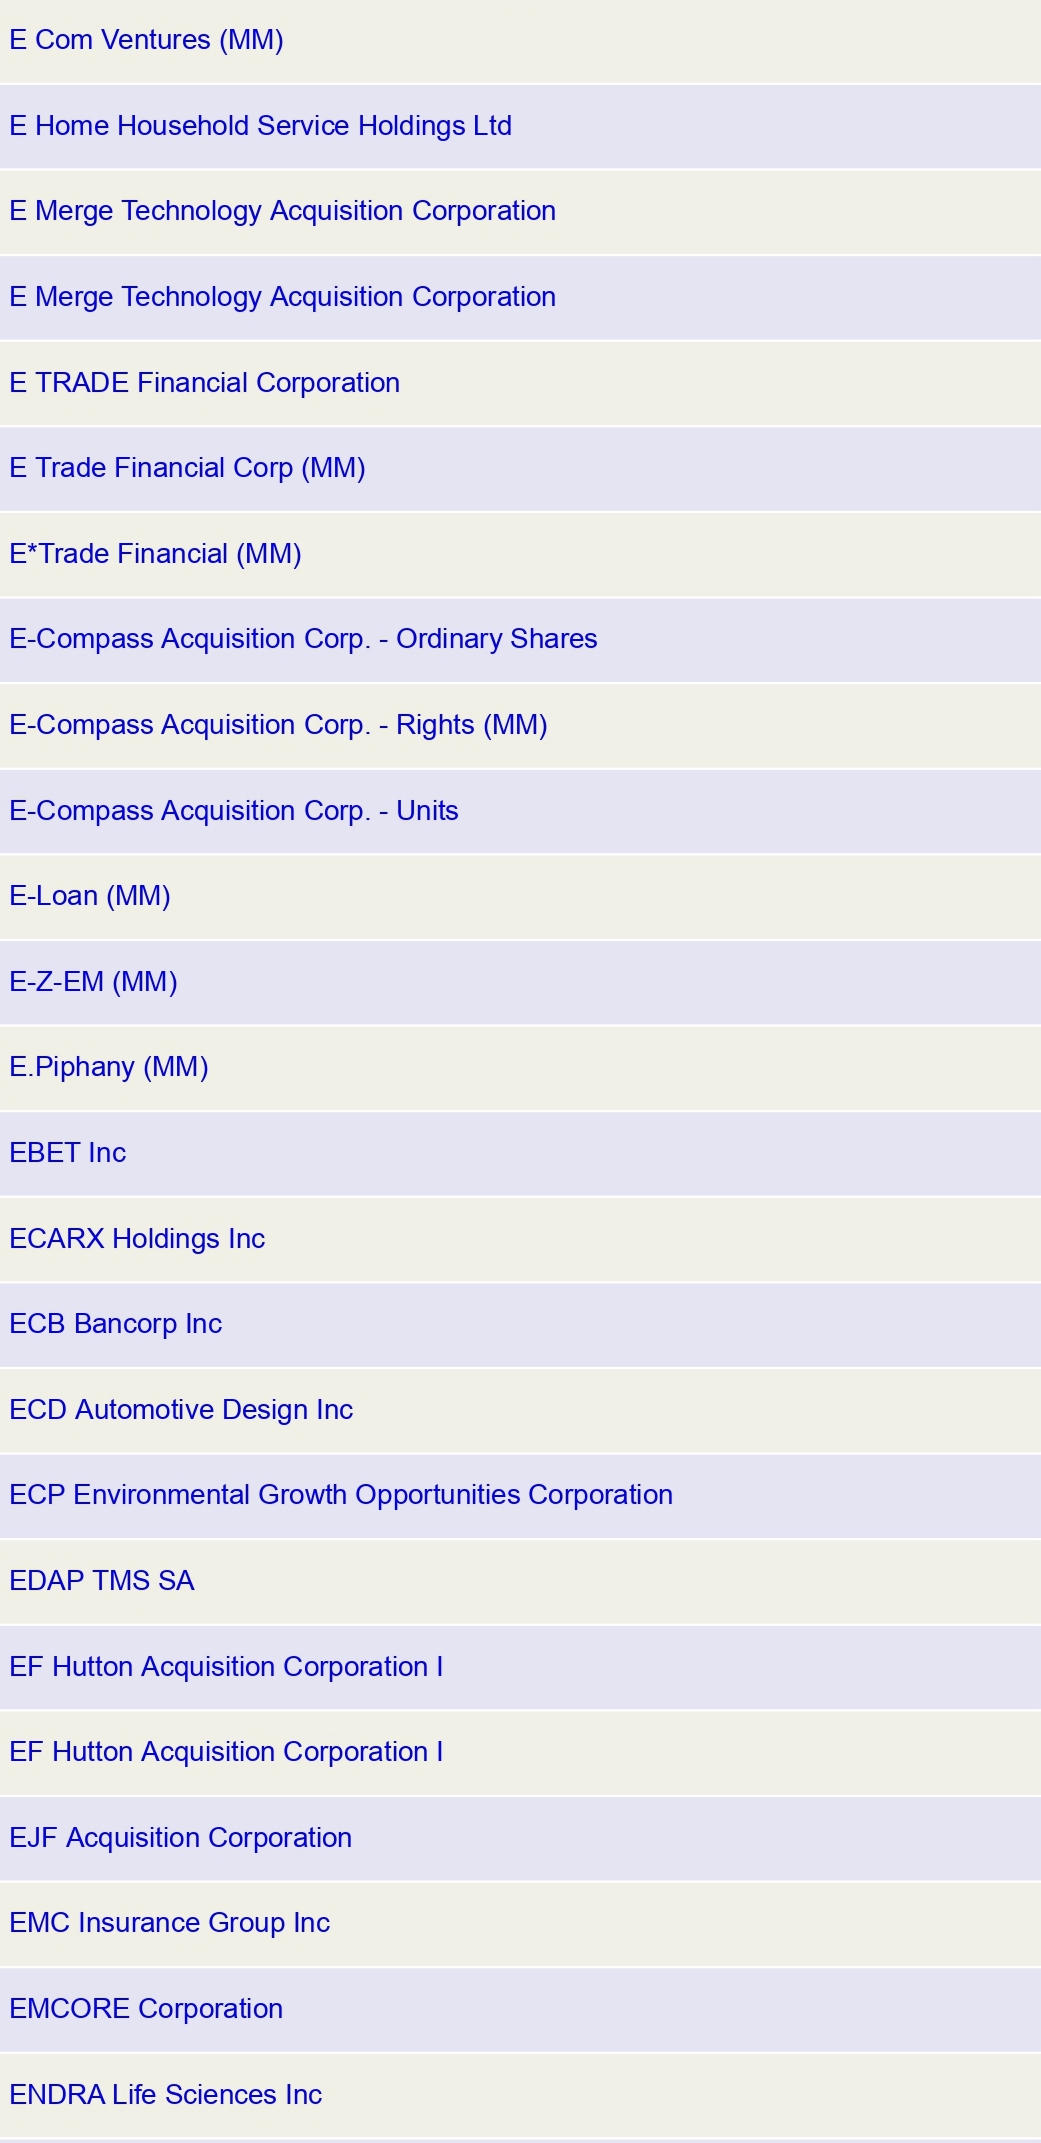 E Com Ventures (MM)
E Home Household Service Holdings Ltd
E Merge Technology Acquisition Corporation
E Merge Technology Acquisition Corporation
E TRADE Financial Corporation
E Trade Financial Corp (MM)
E*Trade Financial (MM)
E-Compass Acquisition Corp. - Ordinary Shares
E-Compass Acquisition Corp. - Rights (MM)
E-Compass Acquisition Corp. - Units
E-Loan (MM)
E-Z-EM (MM)
E.Piphany (MM)
EBET Inc
ECARX Holdings Inc
ECB Bancorp Inc
ECD Automotive Design Inc
ECP Environmental Growth Opportunities Corporation
EDAP TMS SA
EF Hutton Acquisition Corporation I
EF Hutton Acquisition Corporation I
EJF Acquisition Corporation
EMC Insurance Group Inc
EMCORE Corporation
ENDRA Life Sciences Inc